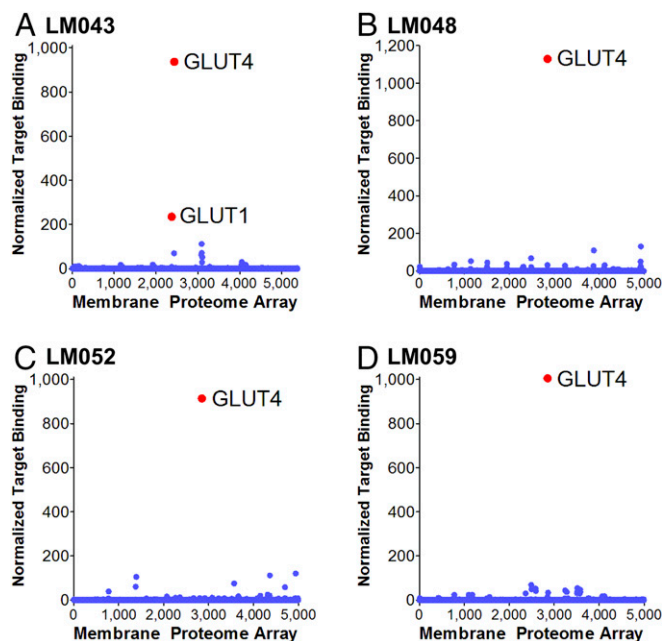 A LM043
Normalized Target Binding
1,000
800
600
400
200
0
GLUT4
GLUT1
0 1,000 2,000 3,000 4,000 5,000
Membrane Proteome Array
B LM048
Normalized Target Binding
1,200
1,000
800
600
400
200
0
GLUT4
0 1,000 2,000 3,000 4,000 5,000
Membrane Proteome Array
C LM052
Normalized Target Binding
1,000
800
600
400
200
0
GLUT4
0 1,000 2,000 3,000 4,000 5,000
Membrane Proteome Array
D LM059
Normalized Target Binding
1,000
800
600
400
200
0
GLUT4
0 1,000 2,000 3,000 4,000 5,000
Membrane Proteome Array